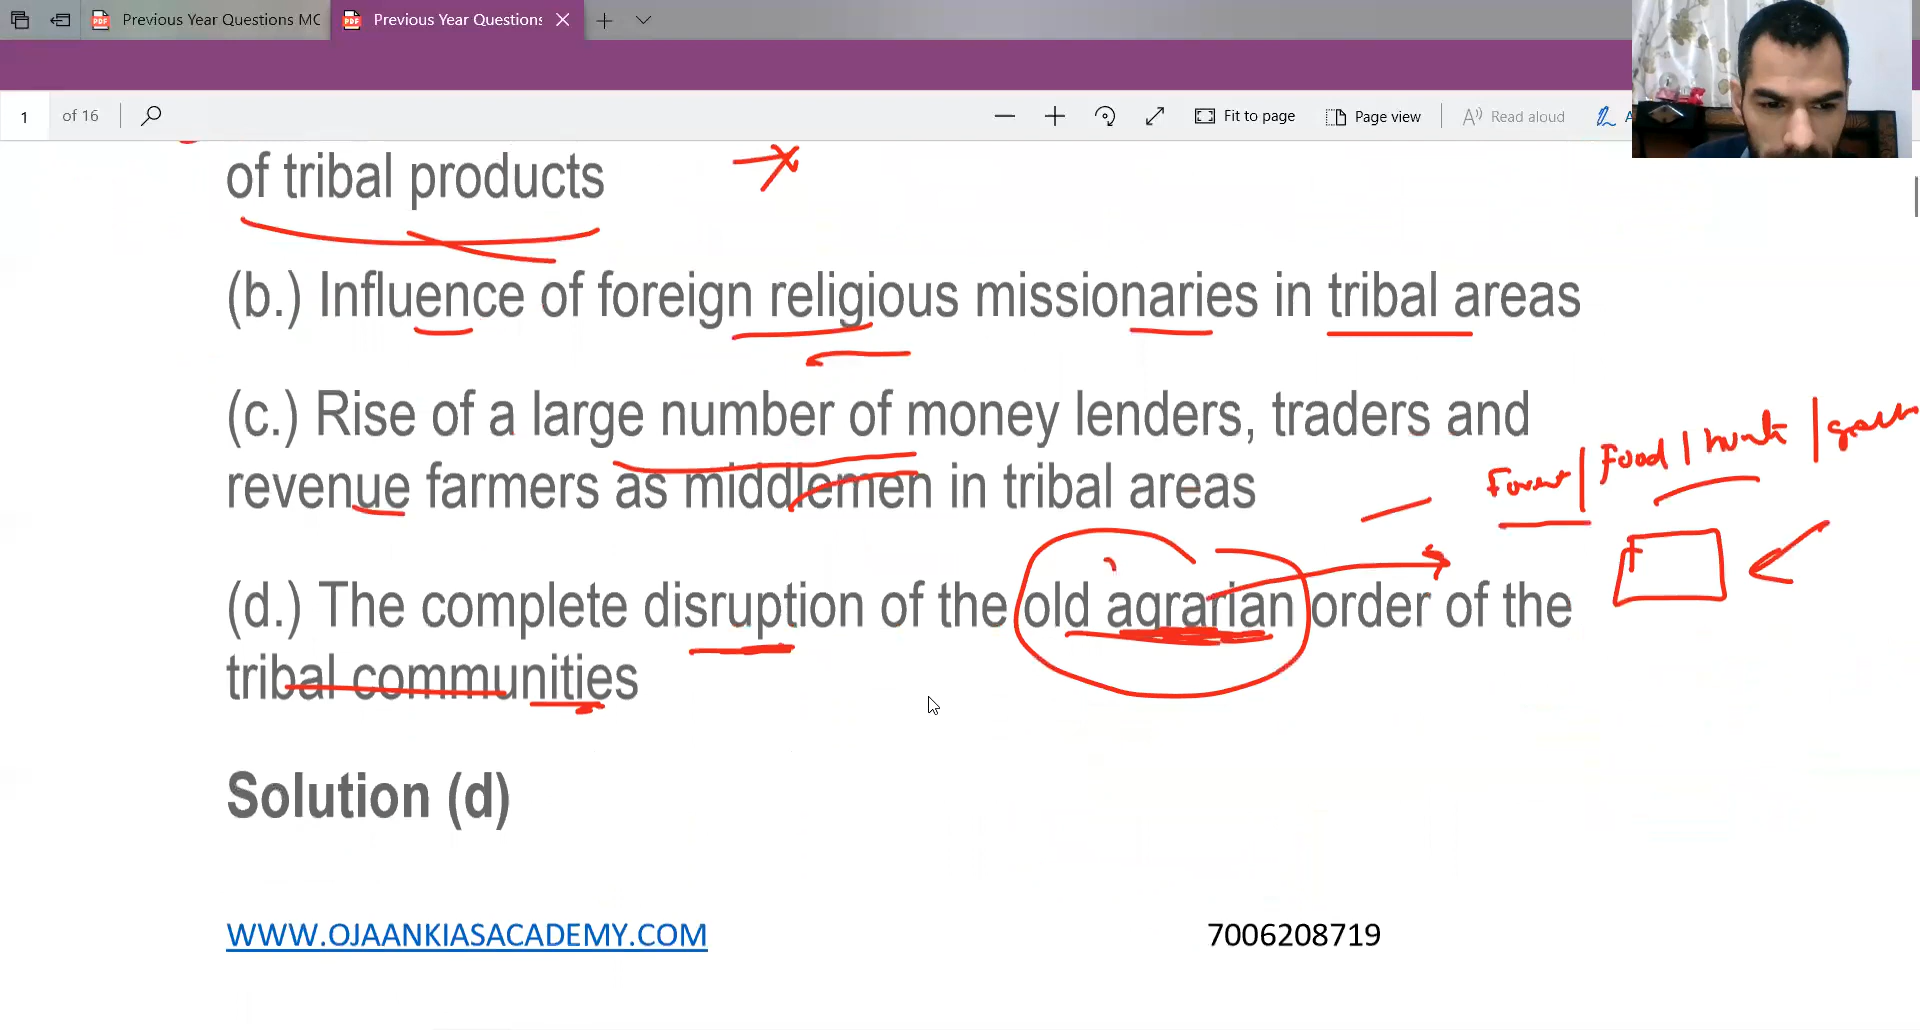 Previous Year Questions MC
Previous Year Questions
1 of 16
Fit to page
Page view
Read aloud
of tribal products
(b.) Influence of foreign religious missionaries in tribal areas
(c.) Rise of a large number of money lenders, traders and
revenue farmers as middlemen in tribal areas
Forest / Food /
(d.) The complete disruption of the old agrarian order of the
tribal communities
Solution (d)
WWW.OJAANKIASACADEMY.COM
7006208719